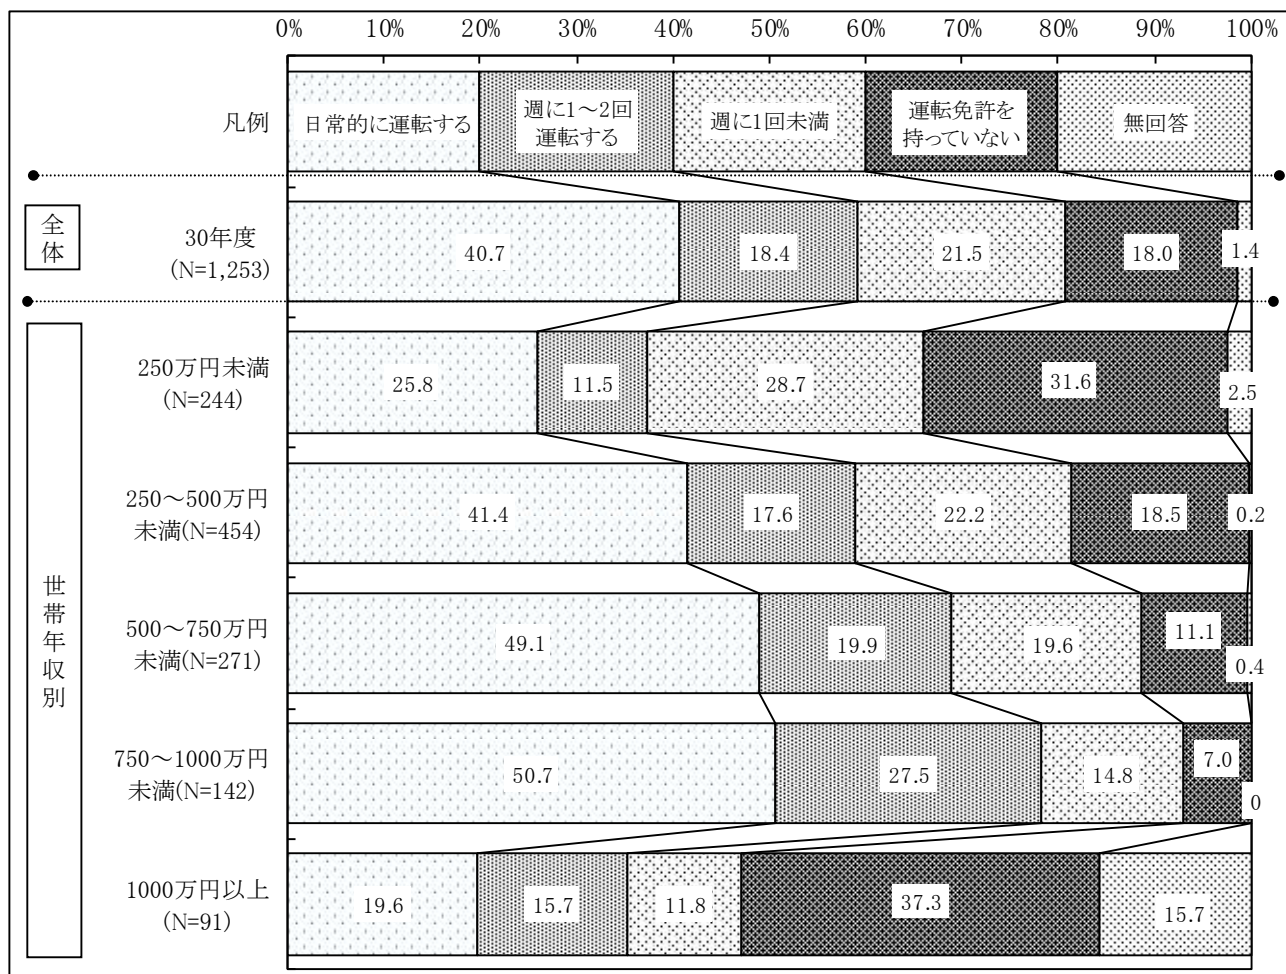 0% 10% 20% 30% 40% 50% 60% 70% 80% 90% 100%
凡例
日常的に運転する
週に1～2回
運転する
週に1回未満
運転免許を
持っていない
無回答
全
体
30年度
(N=1,253)
40.7 18.4 21.5 18.0 1.4
世
帯
年
収
別
250万円未満
(N=244)
25.8 11.5 28.7 31.6 2.5
250～500万円
未満(N=454)
41.4 17.6 22.2 18.5 0.2
500～750万円
未満(N=271)
49.1 19.9 19.6 11.1 0.4
750～1000万円
未満(N=142)
50.7 27.5 14.8 7.0 0
1000万円以上
(N=91)
19.6 15.7 11.8 37.3 15.7